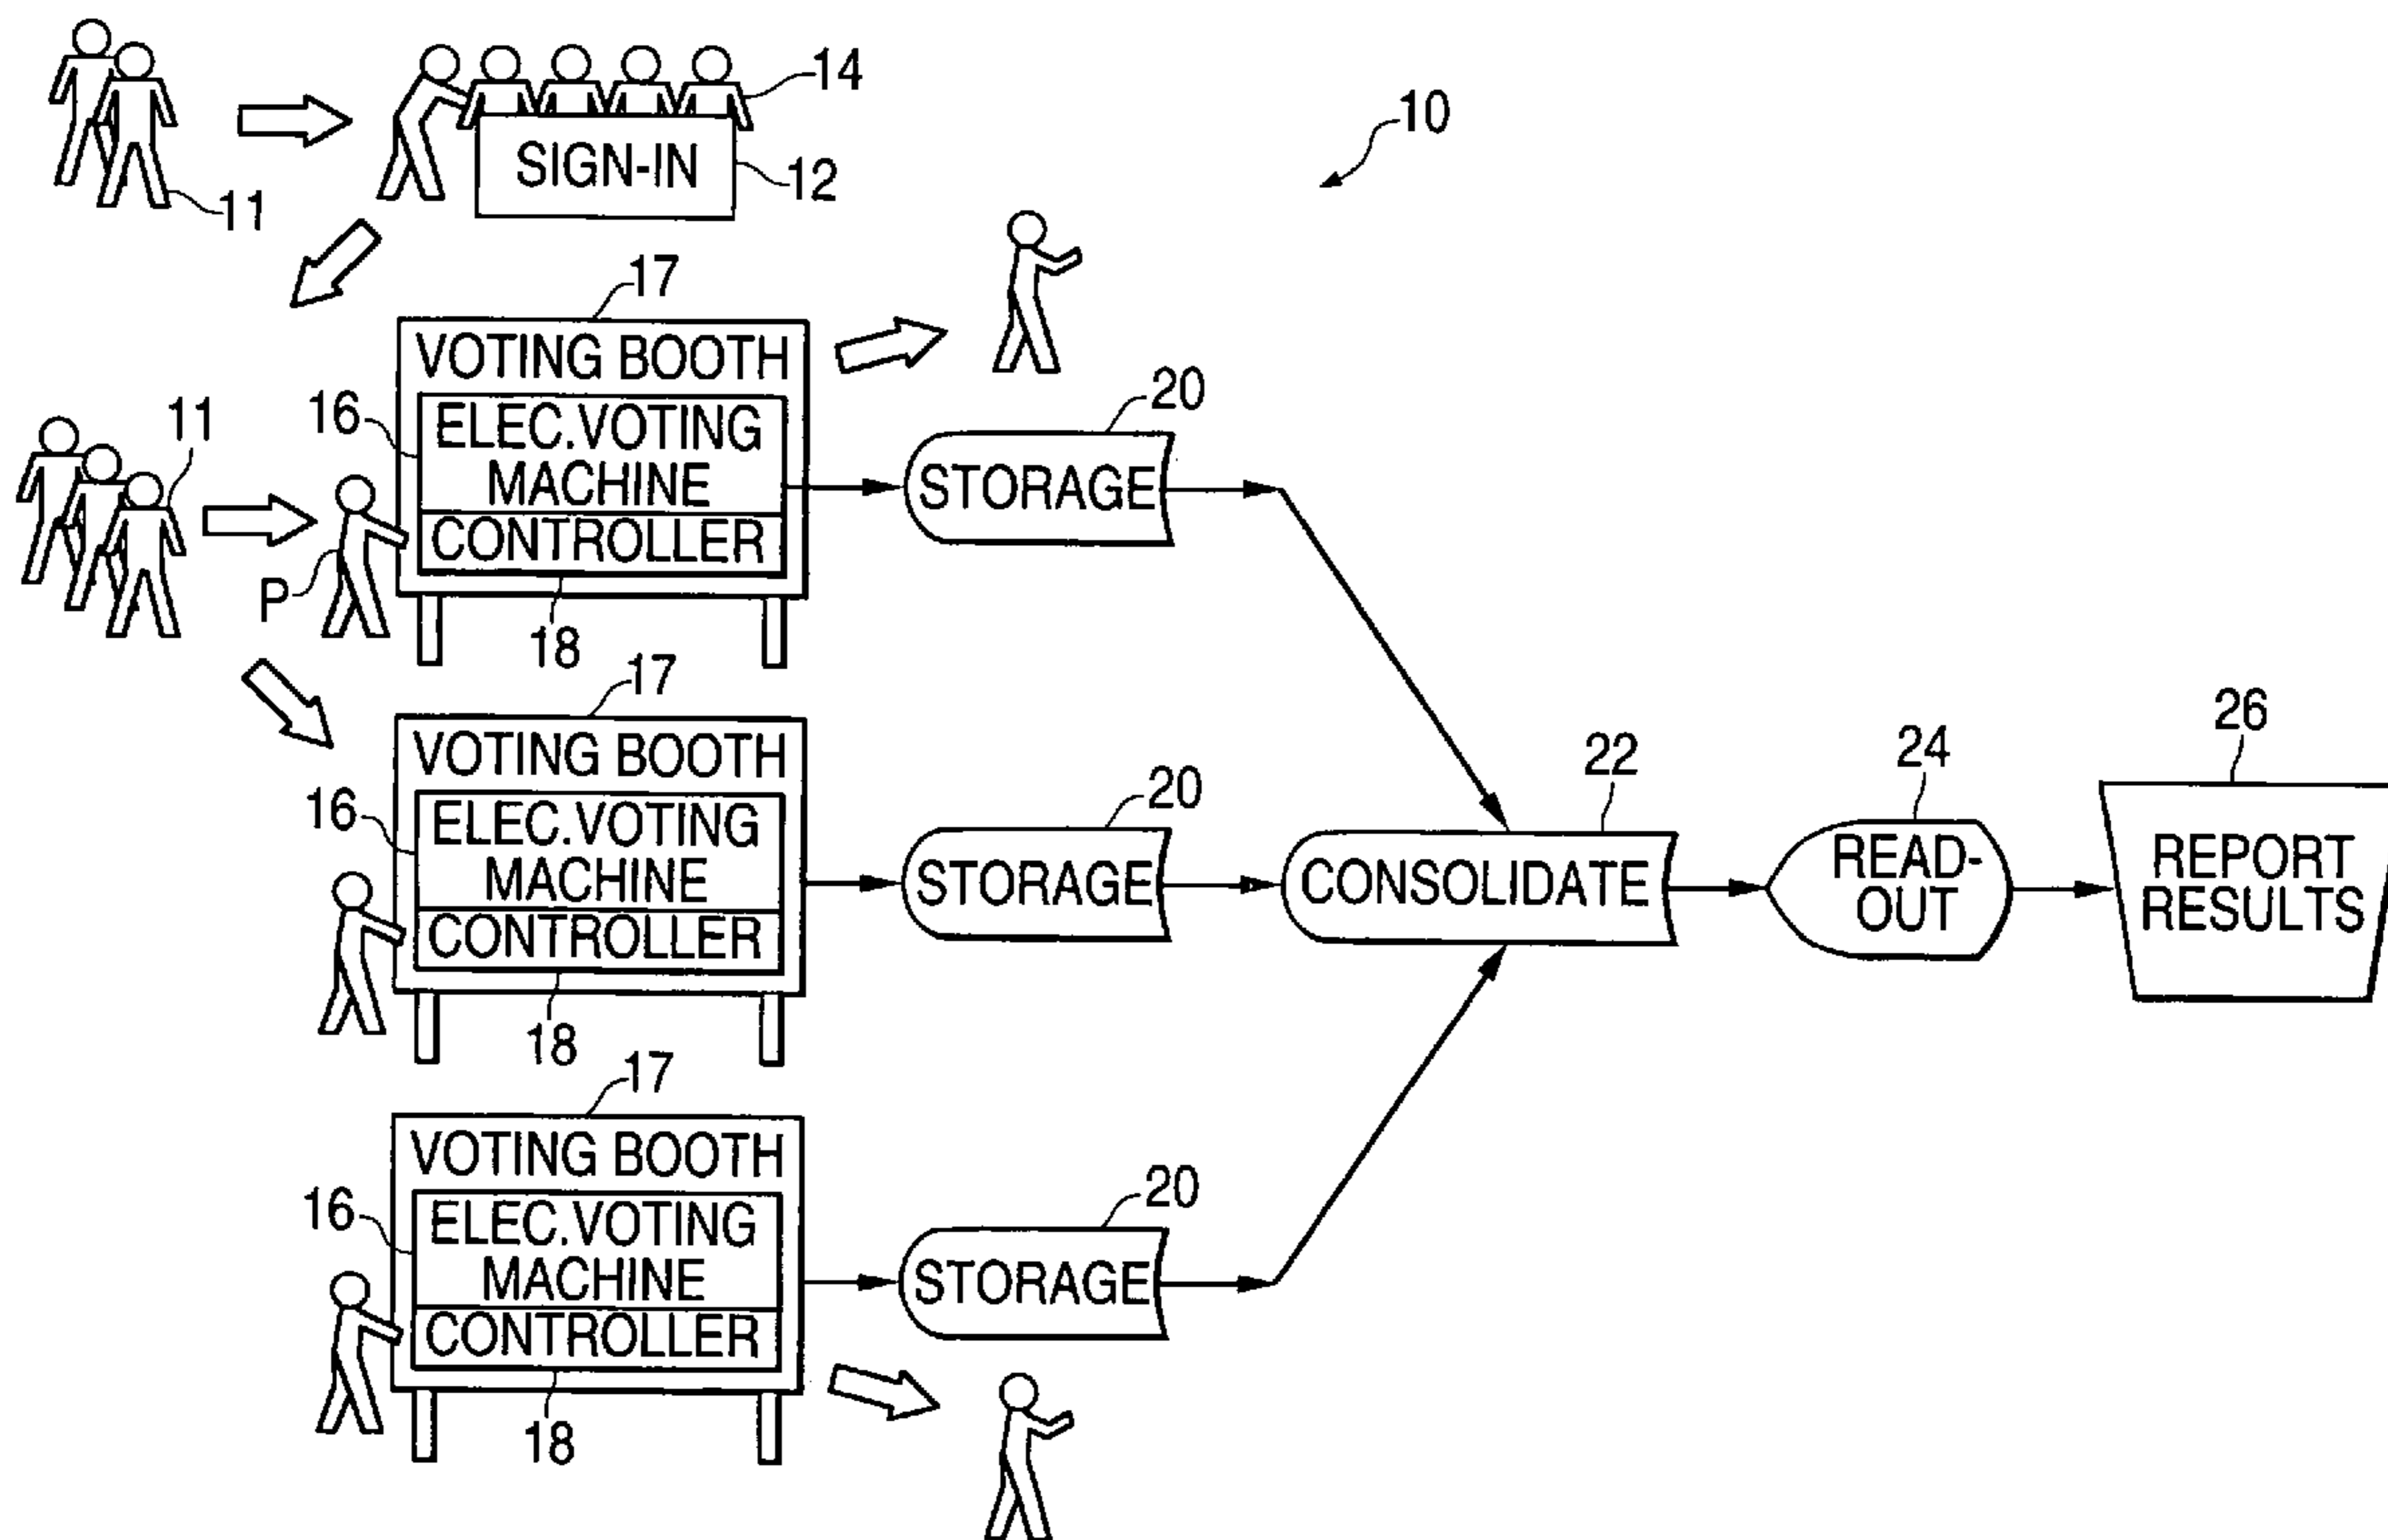 14
10
SIGN-IN
12
11
17
VOTING BOOTH
20
16
11
ELEC.VOTING
MACHINE
STORAGE
CONTROLLER
P
18
17
VOTING BOOTH
26
24
22
20
16
ELEC.VOTING
MACHINE
STORAGE
CONSOLIDATE
READ-
OUT
REPORT
RESULTS
CONTROLLER
18
17
VOTING BOOTH
20
16
ELEC.VOTING
MACHINE
STORAGE
CONTROLLER
18